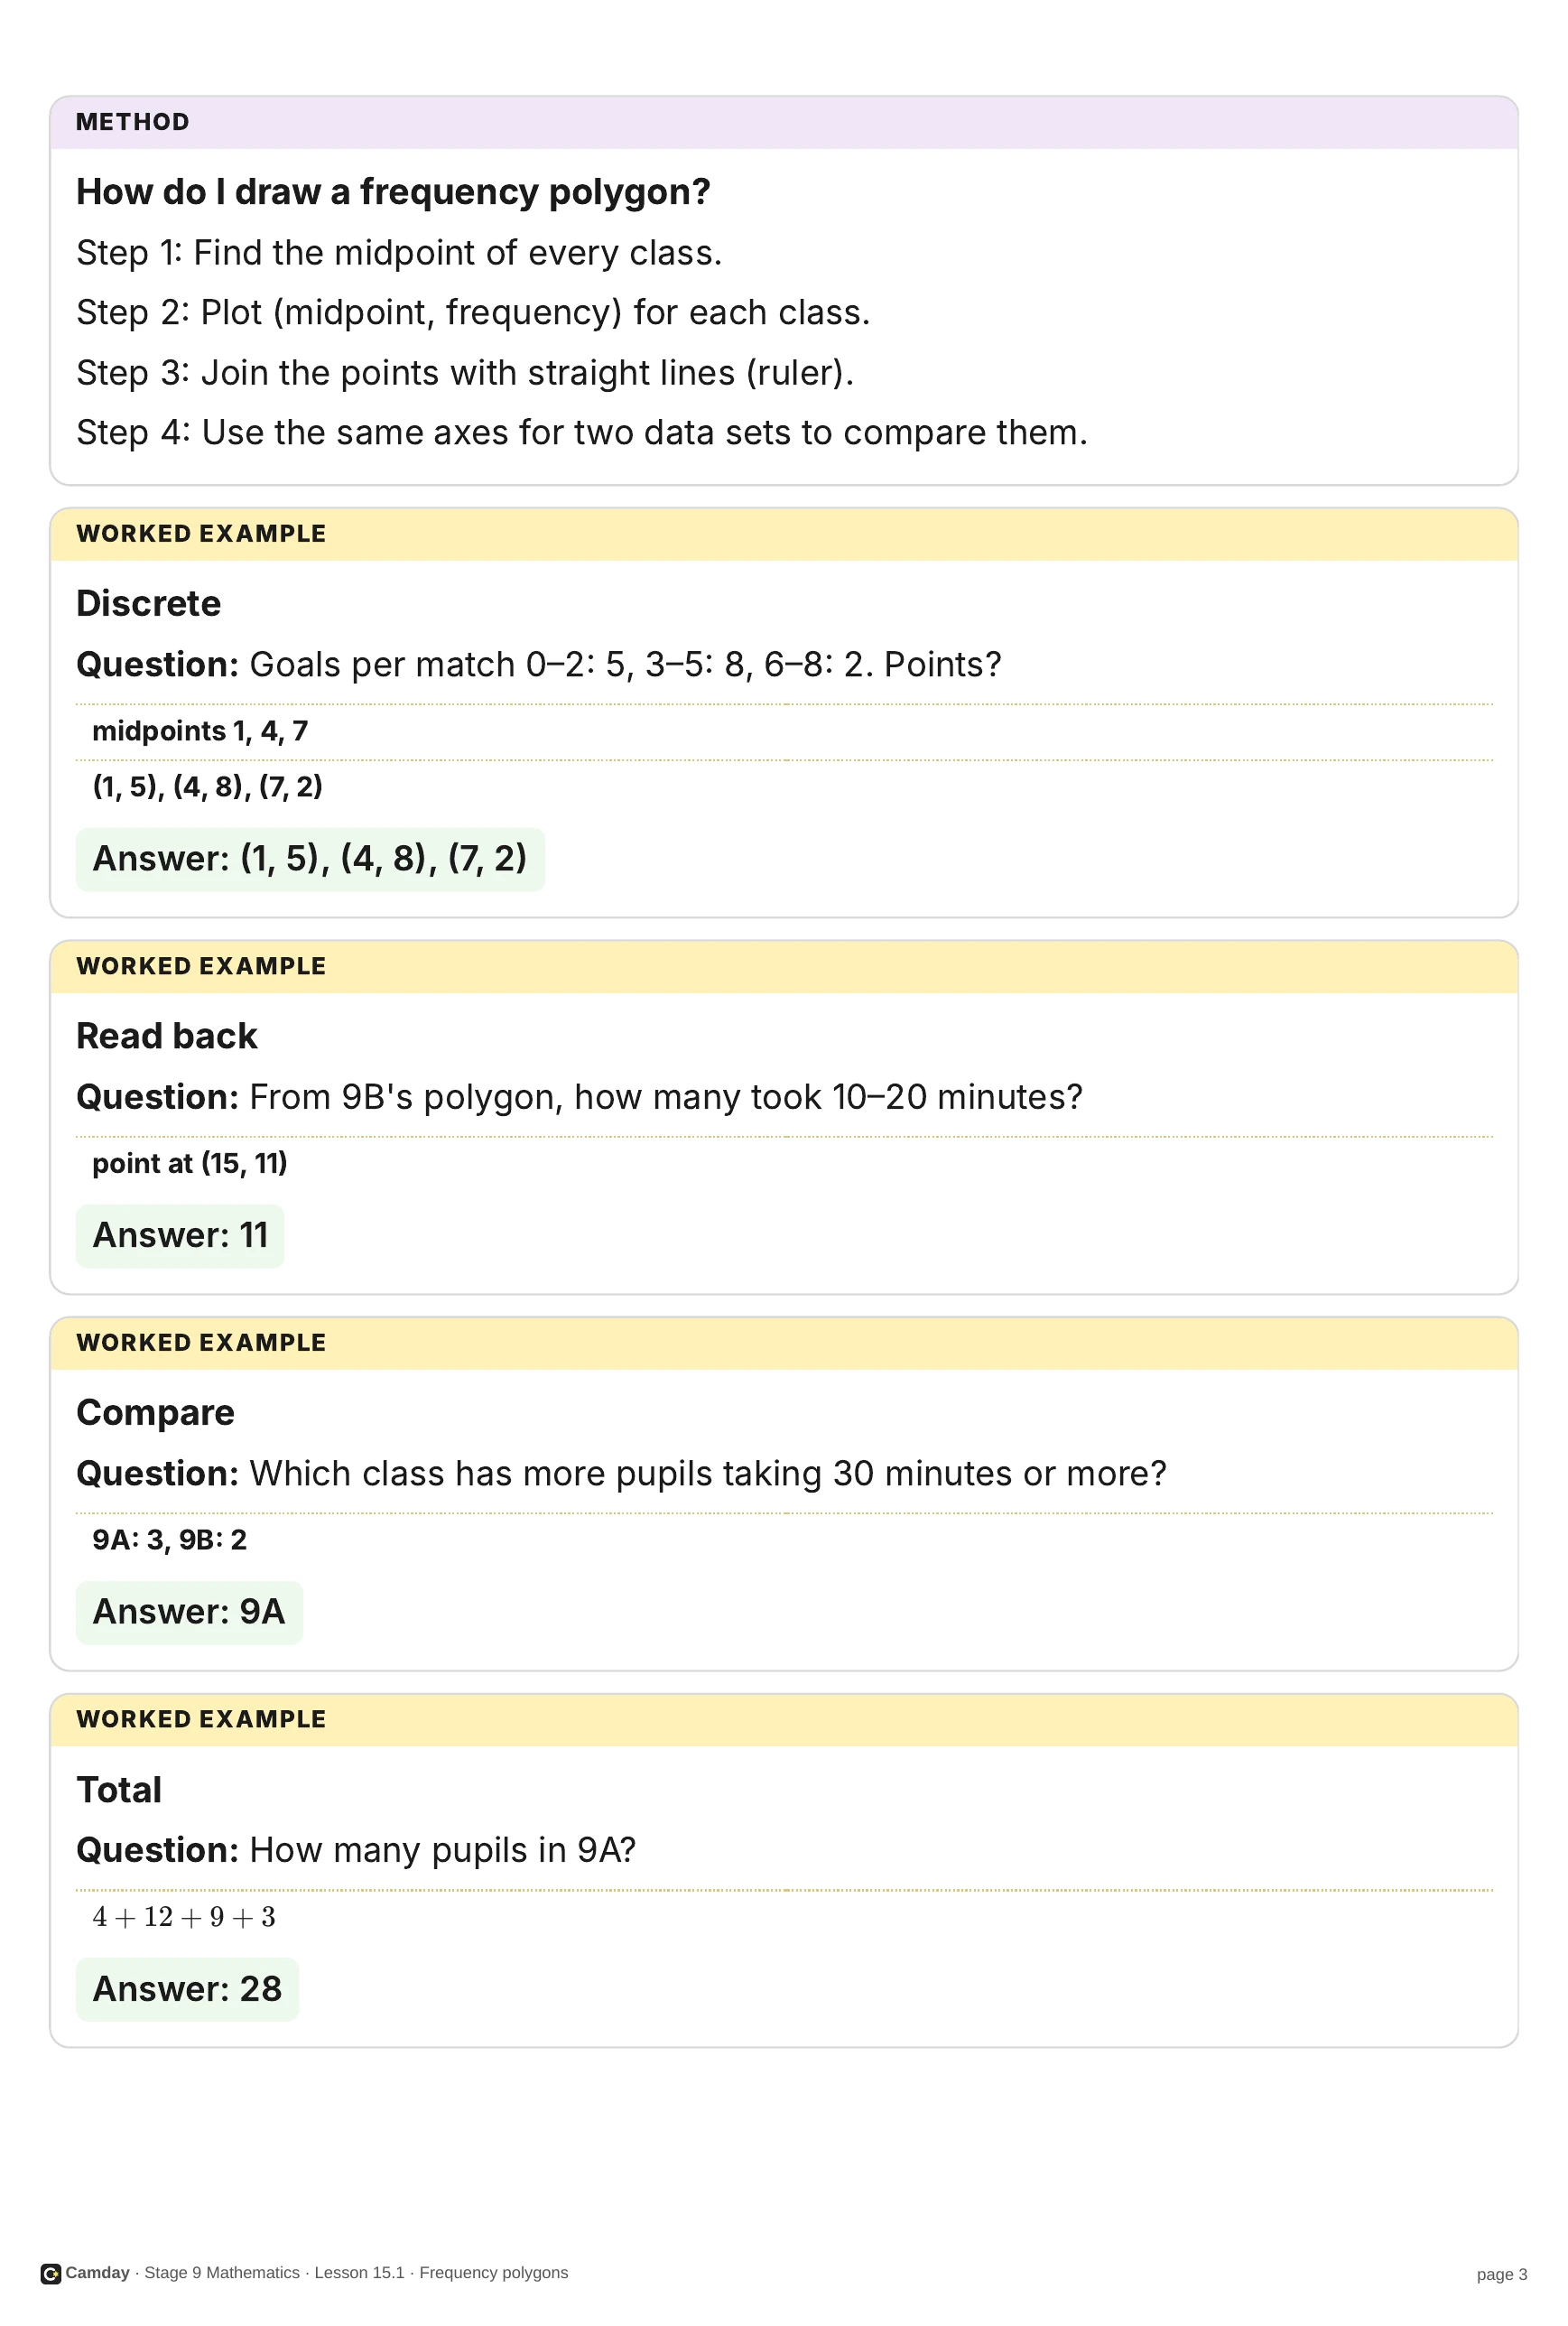 METHOD
How do I draw a frequency polygon?
Step 1: Find the midpoint of every class.
Step 2: Plot (midpoint, frequency) for each class.
Step 3: Join the points with straight lines (ruler).
Step 4: Use the same axes for two data sets to compare them.
WORKED EXAMPLE
Discrete
Question: Goals per match 0–2: 5, 3–5: 8, 6–8: 2. Points?
midpoints 1, 4, 7
(1, 5), (4, 8), (7, 2)
Answer: (1, 5), (4, 8), (7, 2)
WORKED EXAMPLE
Read back
Question: From 9B's polygon, how many took 10–20 minutes?
point at (15, 11)
Answer: 11
WORKED EXAMPLE
Compare
Question: Which class has more pupils taking 30 minutes or more?
9A: 3, 9B: 2
Answer: 9A
WORKED EXAMPLE
Total
Question: How many pupils in 9A?
4 + 12 + 9 + 3
Answer: 28
Camday · Stage 9 Mathematics · Lesson 15.1 · Frequency polygons
page 3